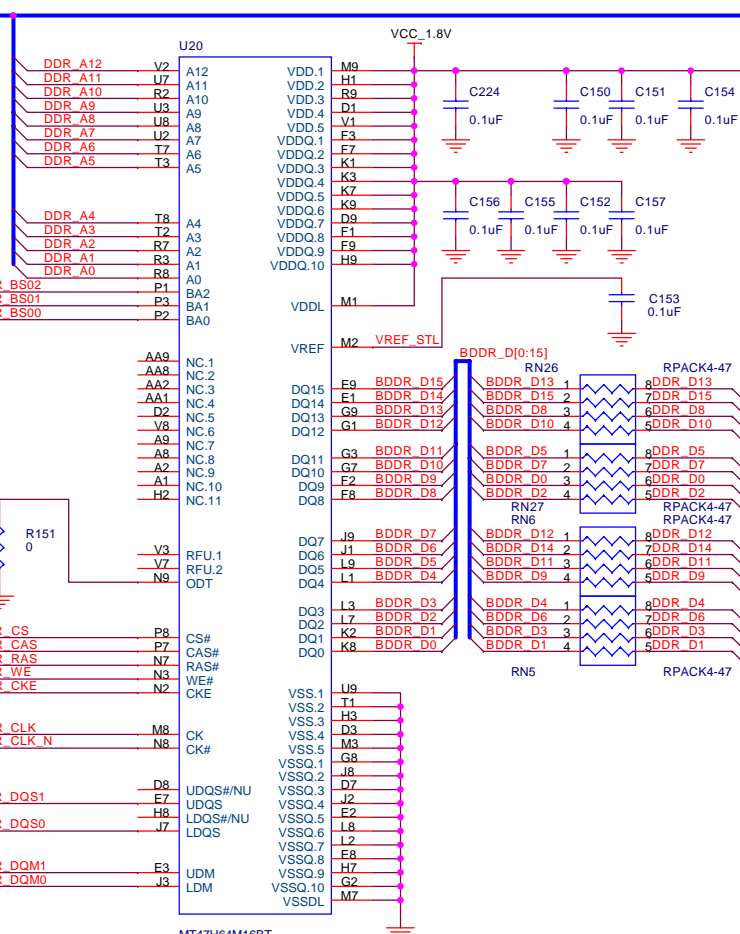 VCC_1.8V
U20
DDR_A12 V2 A12 VDD.1 M9
DDR_A11 U7 A11 VDD.2 H1
DDR_A10 R2 A10 VDD.3 R9
DDR_A9 U3 A9 VDD.4 D1
DDR_A8 U8 A8 VDD.5 V1
DDR_A7 U2 A7 VDDQ.1 F3
DDR_A6 T7 A6 VDDQ.2 F7
DDR_A5 T3 A5 VDDQ.3 K1
VDDQ.4 K3
VDDQ.5 K7
VDDQ.6 K9
DDR_A4 T8 A4 VDDQ.7 D9
DDR_A3 T2 A3 VDDQ.8 F1
DDR_A2 R7 A2 VDDQ.9 F9
DDR_A1 R3 A1 VDDQ.10 H9
DDR_A0 R8 A0
C224 C150 C151 C154
0.1uF 0.1uF 0.1uF 0.1uF
C156 C155 C152 C157
0.1uF 0.1uF 0.1uF 0.1uF
R_BS02 P1 BA2
R_BS01 P3 BA1 VDDL M1
R_BS00 P2 BA0
C153
0.1uF
VREF M2 VREF_STL
BDDR_D[0:15]
AA9 NC.1
AA8 NC.2
AA2 NC.3
AA1 NC.4
D2 NC.5
V8 NC.6
A9 NC.7
A8 NC.8
A2 NC.9
A1 NC.10
H2 NC.11
RN26 RPACK4-47
DQ15 E9 BDDR_D15 BDDR_D13 1 8 DDR_D13
DQ14 E1 BDDR_D14 BDDR_D15 2 7 DDR_D15
DQ13 G9 BDDR_D13 BDDR_D8 3 6 DDR_D8
DQ12 G1 BDDR_D12 BDDR_D10 4 5 DDR_D10
DQ11 G3 BDDR_D11 BDDR_D5 1 8 DDR_D5
DQ10 G7 BDDR_D10 BDDR_D7 2 7 DDR_D7
DQ9 F2 BDDR_D9 BDDR_D0 3 6 DDR_D0
DQ8 F8 BDDR_D8 BDDR_D2 4 5 DDR_D2
RN27 RPACK4-47
RN6 RPACK4-47
R151
0
DQ7 J9 BDDR_D7 BDDR_D12 1 8 DDR_D12
V3 RFU.1 DQ6 J1 BDDR_D6 BDDR_D14 2 7 DDR_D14
V7 RFU.2 DQ5 L9 BDDR_D5 BDDR_D11 3 6 DDR_D11
N9 ODT DQ4 L1 BDDR_D4 BDDR_D9 4 5 DDR_D9
DQ3 L3 BDDR_D3 BDDR_D4 1 8 DDR_D4
DQ2 L7 BDDR_D2 BDDR_D6 2 7 DDR_D6
R_CS P8 CS# DQ1 K2 BDDR_D1 BDDR_D3 3 6 DDR_D3
R_CAS P7 CAS# DQ0 K8 BDDR_D0 BDDR_D1 4 5 DDR_D1
R_RAS N7 RAS#
R_WE N3 WE#
R_CKE N2 CKE
RN5 RPACK4-47
VSS.1 U9
VSS.2 T1
VSS.3 H3
R_CLK M8 CK VSS.4 D3
R_CLK_N N8 CK# VSS.5 M3
VSSQ.1 G8
VSSQ.2 J8
D8 UDQS#/NU VSSQ.3 D7
R_DQS1 E7 UDQS VSSQ.4 J2
H8 LDQS#/NU VSSQ.5 E2
R_DQS0 J7 LDQS VSSQ.6 L8
VSSQ.7 L2
VSSQ.8 E8
R_DQM1 E3 UDM VSSQ.9 H7
R_DQM0 J3 LDM VSSQ.10 G2
VSSDL M7
MT47H64M16BT